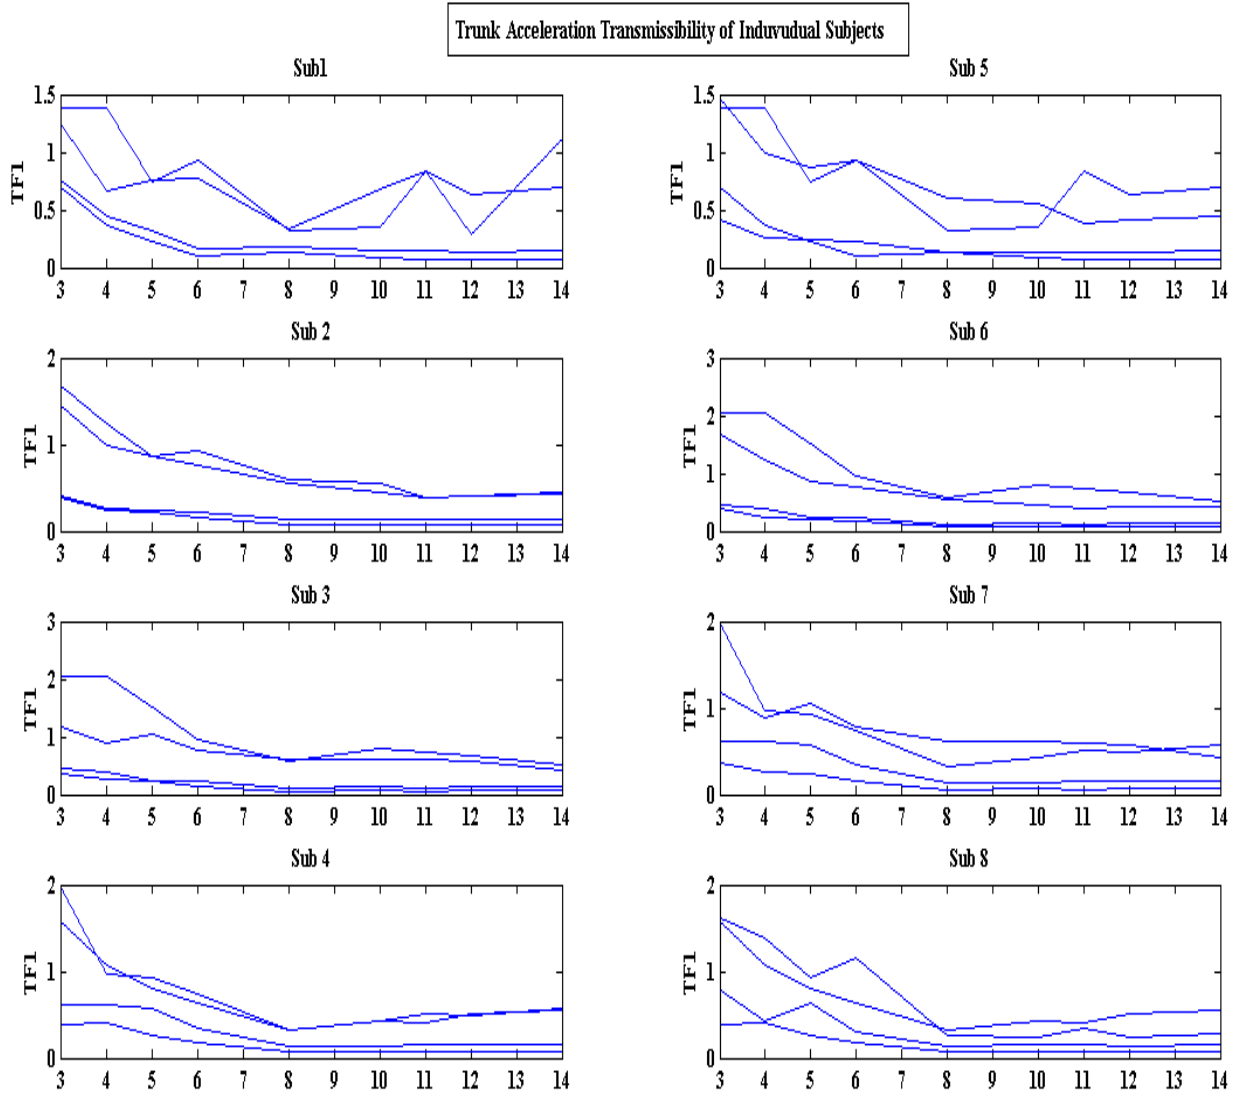 Trunk Acceleration Transmissibility of Induvudual Subjects
Sub1
1.5
1
0.5
0
TF1
3 4 5 6 7 8 9 10 11 12 13 14
Sub 5
1.5
1
0.5
0
TF1
3 4 5 6 7 8 9 10 11 12 13 14
Sub 2
2
1
0
TF1
3 4 5 6 7 8 9 10 11 12 13 14
Sub 6
3
2
1
0
TF1
3 4 5 6 7 8 9 10 11 12 13 14
Sub 3
3
2
1
0
TF1
3 4 5 6 7 8 9 10 11 12 13 14
Sub 7
2
1
0
TF1
3 4 5 6 7 8 9 10 11 12 13 14
Sub 4
2
1
0
TF1
3 4 5 6 7 8 9 10 11 12 13 14
Sub 8
2
1
0
TF1
3 4 5 6 7 8 9 10 11 12 13 14